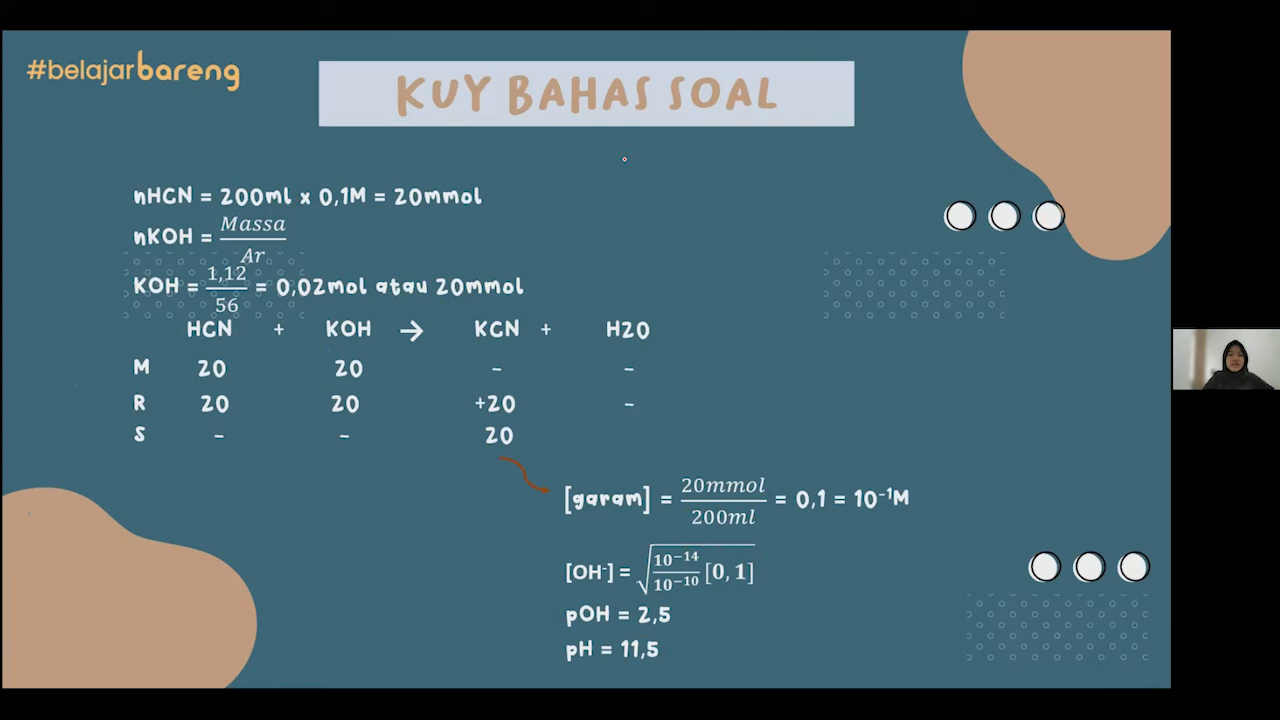 #belajarbareng
KUY BAHAS SOAL
nHCN = 200ml x 0,1M = 20mmol
nKOH = Massa / Ar
KOH = 1,12 / 56 = 0,02mol atau 20mmol
HCN + KOH → KCN + H2O
M 20 20 - -
R 20 20 +20 -
S - - 20
[garam] = 20mmol / 200ml = 0,1 = 10⁻¹M
[OH⁻] = √(10⁻¹⁴ / 10⁻¹⁰ [0,1])
pOH = 2,5
pH = 11,5